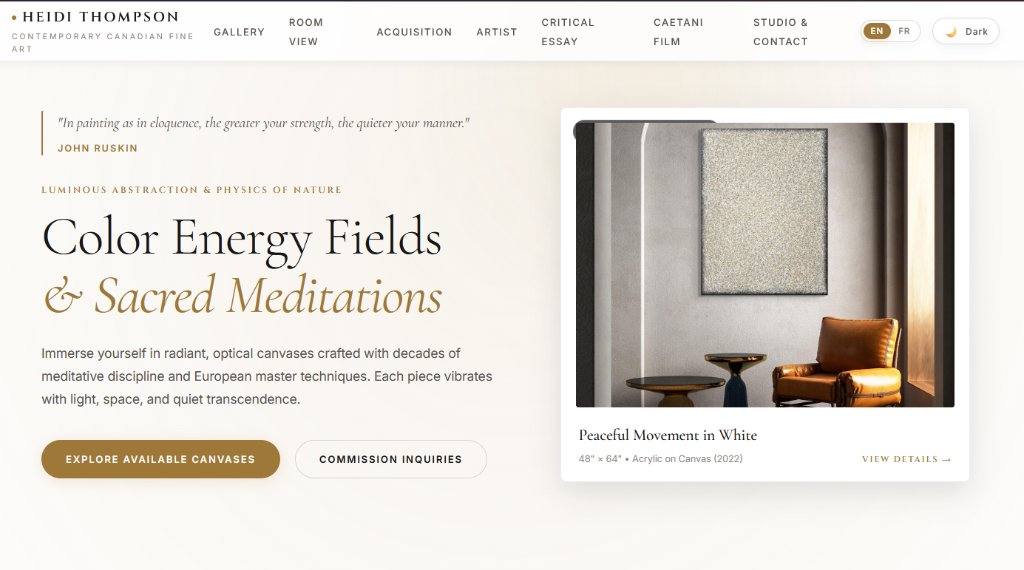 • HEIDI THOMPSON
CONTEMPORARY CANADIAN FINE
ART
GALLERY
ROOM
VIEW
ACQUISITION
ARTIST
CRITICAL
ESSAY
CAETANI
FILM
STUDIO &
CONTACT
EN FR
🌙 Dark
"In painting as in eloquence, the greater your strength, the quieter your manner."
JOHN RUSKIN
LUMINOUS ABSTRACTION & PHYSICS OF NATURE
Color Energy Fields
& Sacred Meditations
Immerse yourself in radiant, optical canvases crafted with decades of
meditative discipline and European master techniques. Each piece vibrates
with light, space, and quiet transcendence.
EXPLORE AVAILABLE CANVASES
COMMISSION INQUIRIES
Peaceful Movement in White
48" × 64" • Acrylic on Canvas (2022)
VIEW DETAILS →